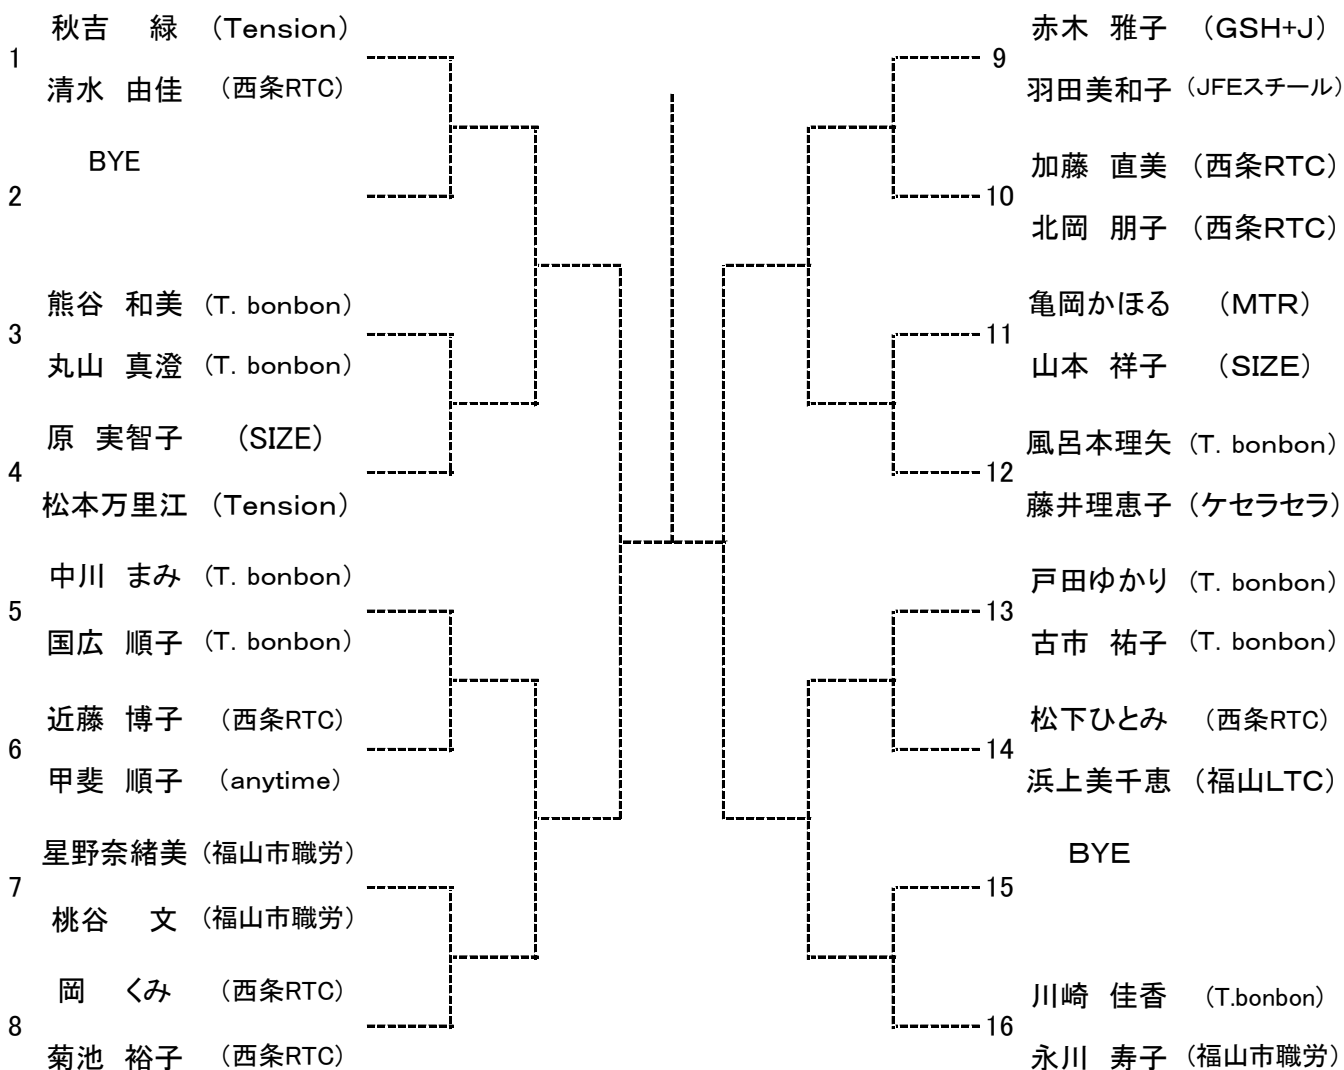 秋吉　緑 （Tension）
1
清水　由佳 （西条RTC）
BYE
2
熊谷　和美 （T. bonbon）
3
丸山　真澄 （T. bonbon）
原　実智子 （SIZE）
4
松本万里江 （Tension）
中川　まみ （T. bonbon）
5
国広　順子 （T. bonbon）
近藤　博子 （西条RTC）
6
甲斐　順子 （anytime）
星野奈緒美 （福山市職労）
7
桃谷　文 （福山市職労）
岡　くみ （西条RTC）
8
菊池　裕子 （西条RTC）
赤木　雅子 （GSH+J）
9
羽田美和子 （JFEスチール）
加藤　直美 （西条RTC）
10
北岡　朋子 （西条RTC）
亀岡かほる （MTR）
11
山本　祥子 （SIZE）
風呂本理矢 （T. bonbon）
12
藤井理恵子 （ケセラセラ）
戸田ゆかり （T. bonbon）
13
古市　祐子 （T. bonbon）
松下ひとみ （西条RTC）
14
浜上美千恵 （福山LTC）
BYE
15
川崎　佳香 （T.bonbon）
16
永川　寿子 （福山市職労）